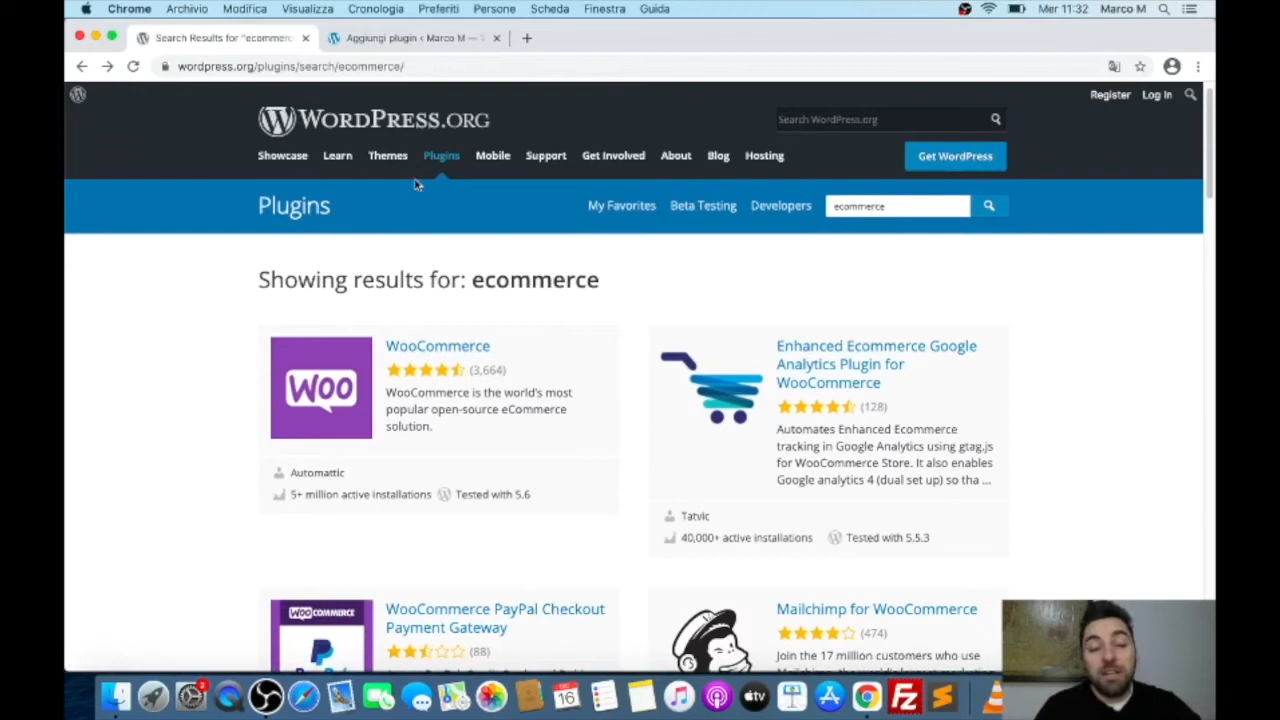 Chrome Archivio Modifica Visualizza Cronologia Preferiti Persone Scheda Finestra Guida Mer 11:32 Marco M
Search Results for "ecommerc
Aggiungi plugin ‹ Marco M —
wordpress.org/plugins/search/ecommerce/
Register Log In
WORDPRESS.ORG
Search WordPress.org
Showcase Learn Themes Plugins Mobile Support Get Involved About Blog Hosting
Get WordPress
Plugins
My Favorites Beta Testing Developers
ecommerce
Showing results for: ecommerce
WOO
WooCommerce
(3,664)
WooCommerce is the world's most
popular open-source eCommerce
solution.
Automattic
5+ million active installations Tested with 5.6
Enhanced Ecommerce Google
Analytics Plugin for
WooCommerce
(128)
Automates Enhanced Ecommerce
tracking in Google Analytics using gtag.js
for WooCommerce Store. It also enables
Google analytics 4 (dual set up) so tha ...
Tatvic
40,000+ active installations Tested with 5.5.3
WOOCOMMERCE
WooCommerce PayPal Checkout
Payment Gateway
(88)
Mailchimp for WooCommerce
(474)
Join the 17 million customers who use
3
16
tv
Fz